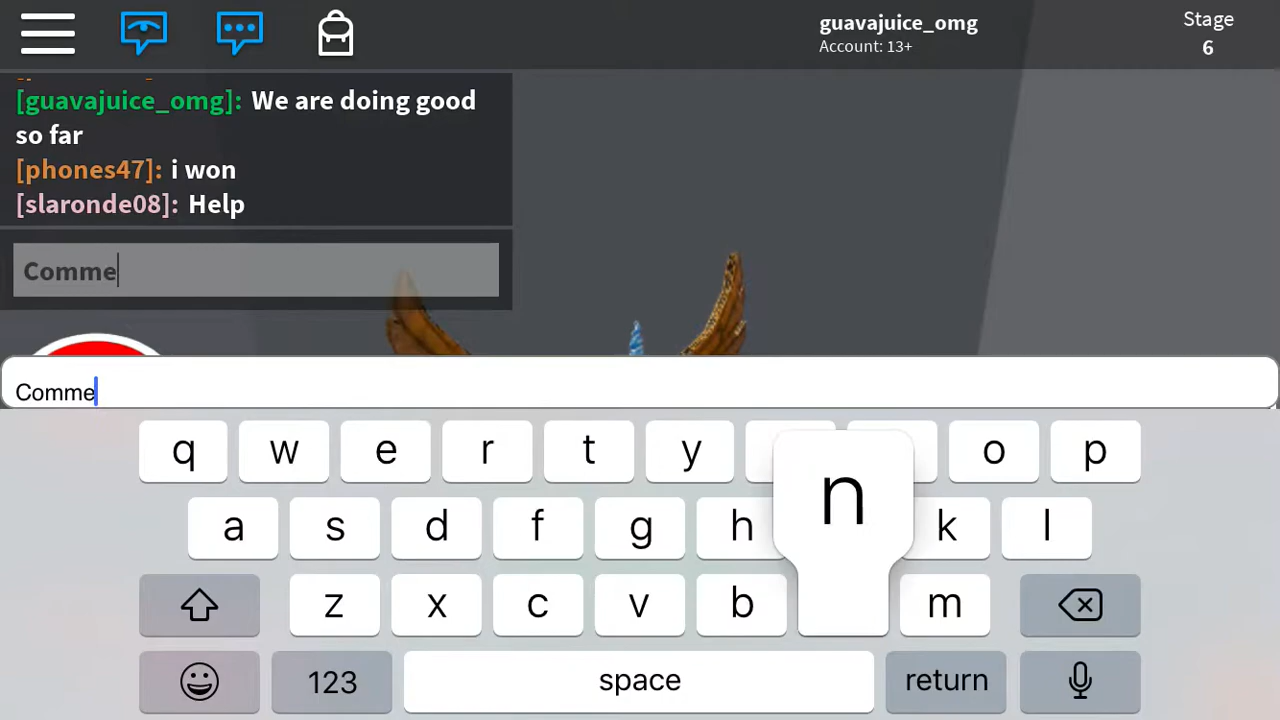 guavajuice_omg
Account: 13+
Stage
6
[guavajuice_omg]: We are doing good
so far
[phones47]: i won
[slaronde08]: Help
Comme
Comme
q w e r t y o p
a s d f g h k l
n
z x c v b m
123 space return